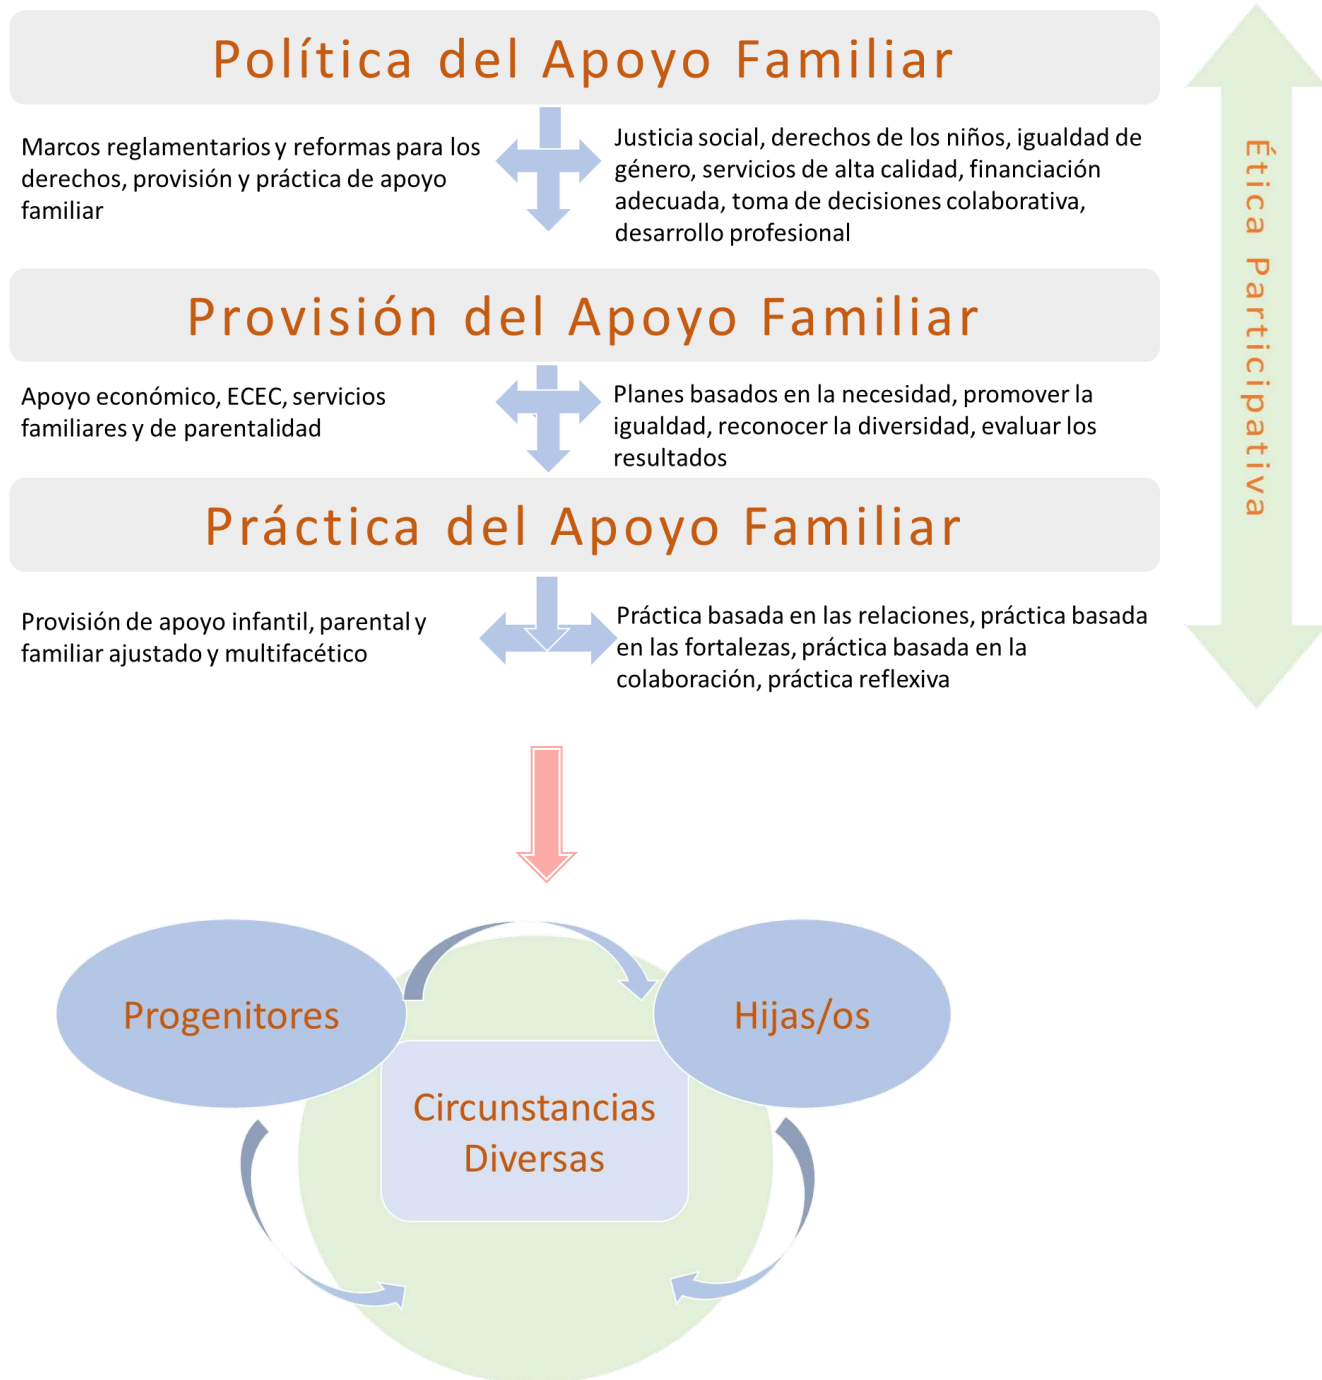 Política del Apoyo Familiar
Marcos reglamentarios y reformas para los
derechos, provisión y práctica de apoyo
familiar
Justicia social, derechos de los niños, igualdad de
género, servicios de alta calidad, financiación
adecuada, toma de decisiones colaborativa,
desarrollo profesional
Provisión del Apoyo Familiar
Apoyo económico, ECEC, servicios
familiares y de parentalidad
Planes basados en la necesidad, promover la
igualdad, reconocer la diversidad, evaluar los
resultados
Práctica del Apoyo Familiar
Provisión de apoyo infantil, parental y
familiar ajustado y multifacético
Práctica basada en las relaciones, práctica basada
en las fortalezas, práctica basada en la
colaboración, práctica reflexiva
Ética Participativa
Progenitores
Hijas/os
Circunstancias
Diversas